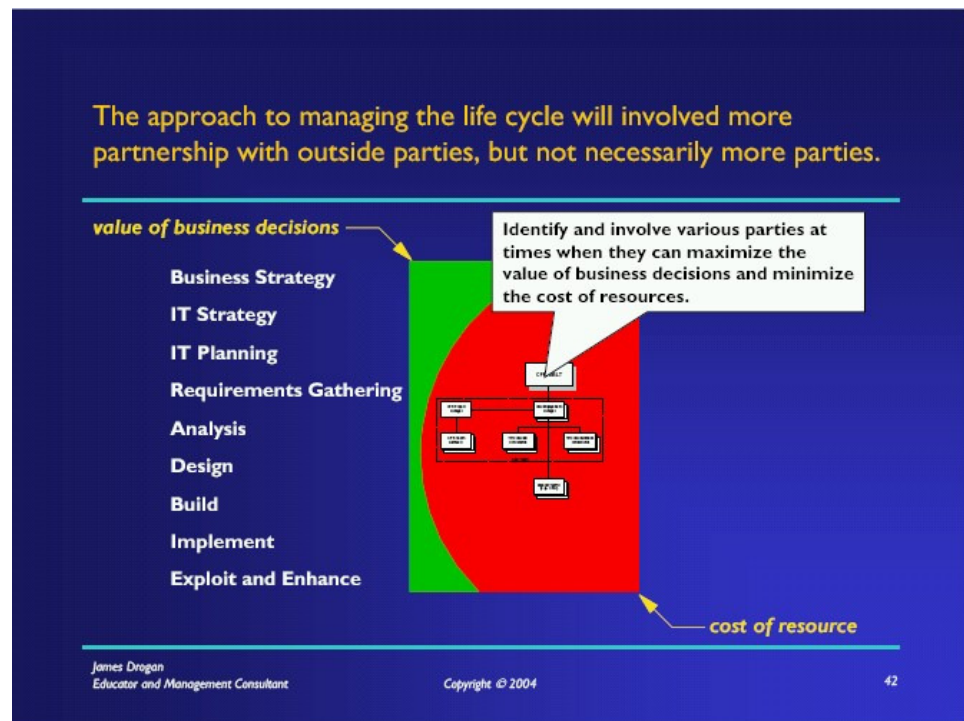 The approach to managing the life cycle will involved more
partnership with outside parties, but not necessarily more parties.
value of business decisions
Identify and involve various parties at
times when they can maximize the
value of business decisions and minimize
the cost of resources.
Business Strategy
IT Strategy
IT Planning
Requirements Gathering
Analysis
Design
Build
Implement
Exploit and Enhance
cost of resource
James Drogan
Educator and Management Consultant
Copyright © 2004
42